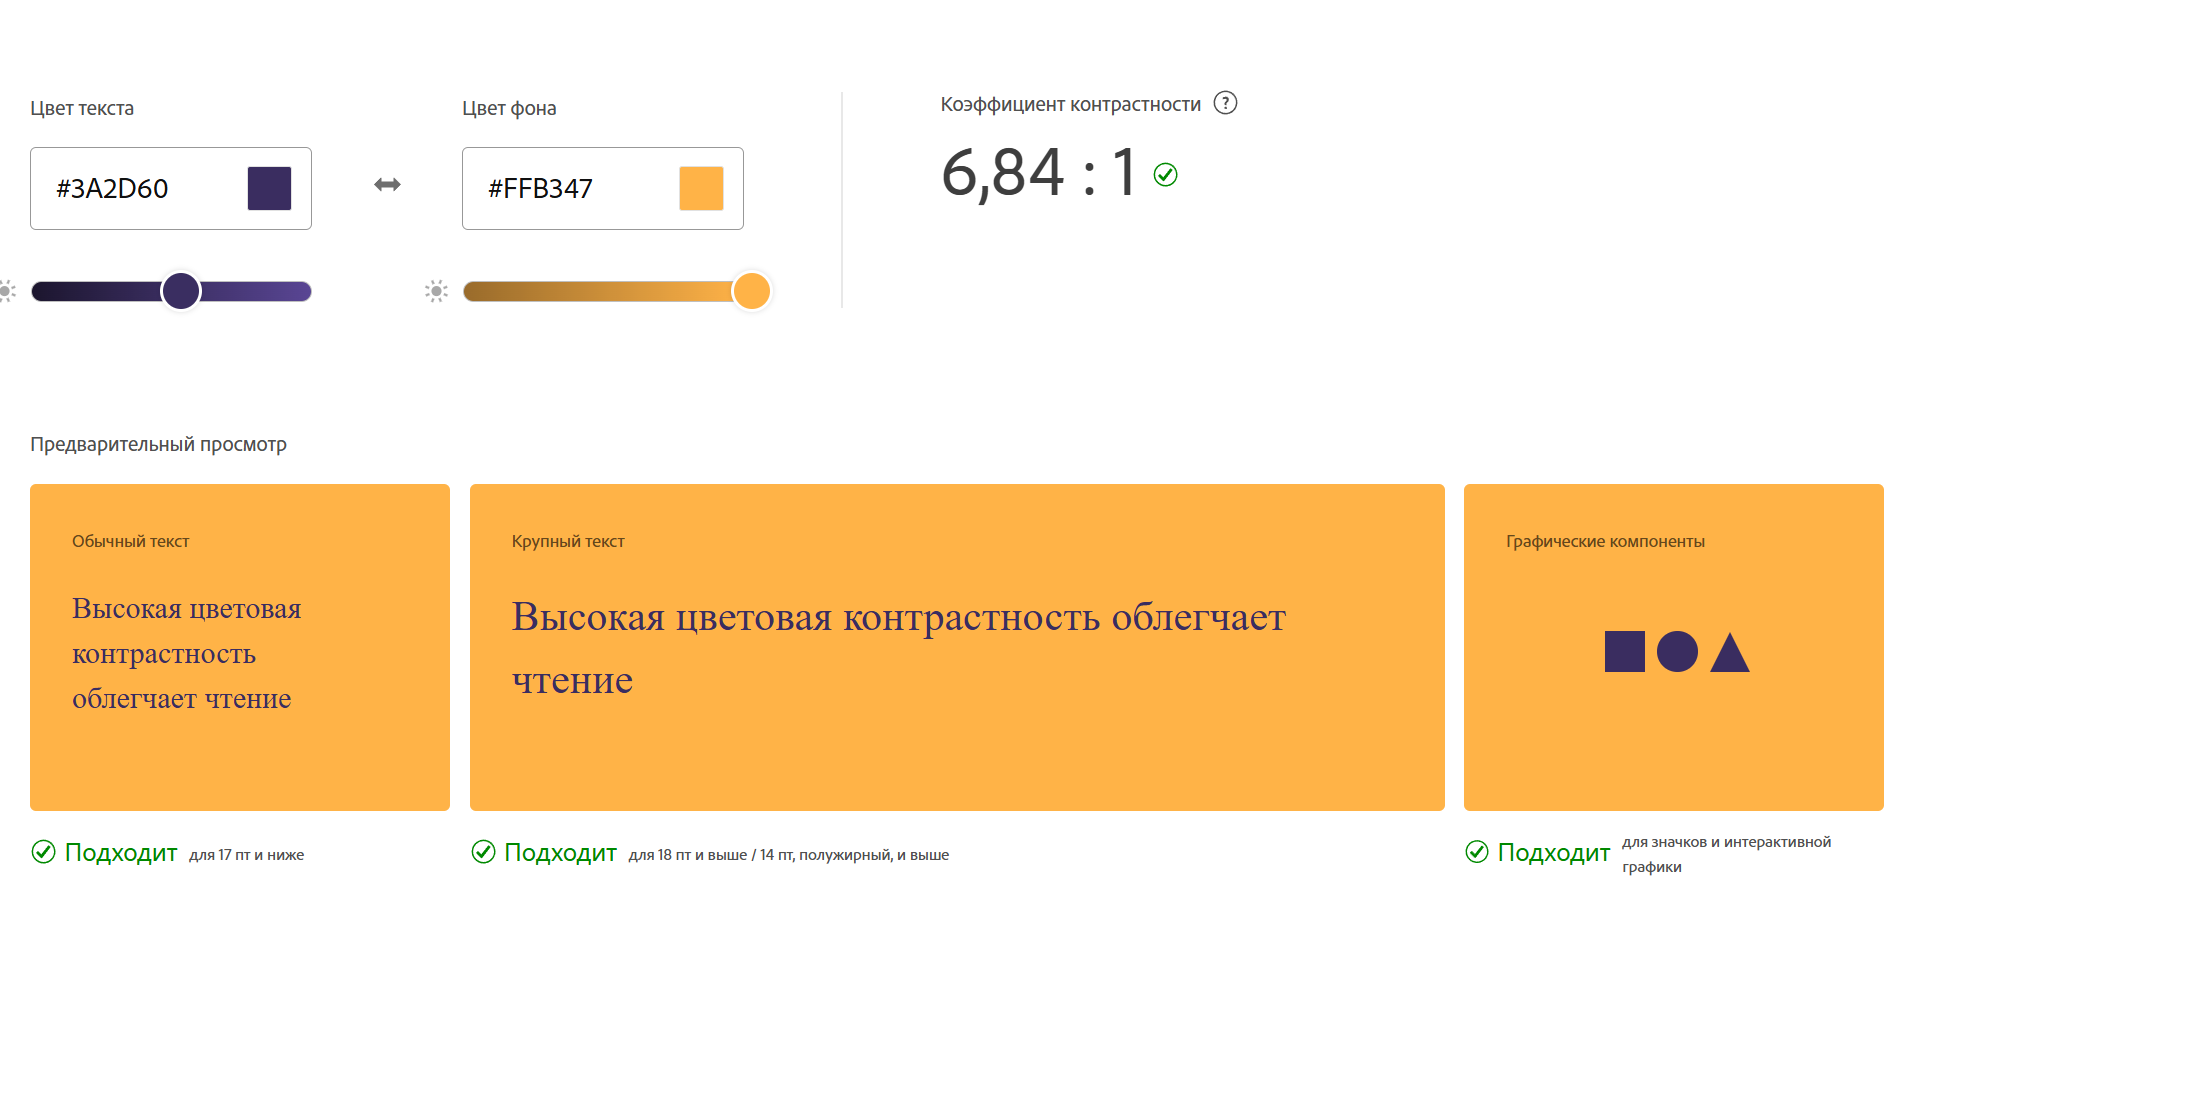 Цвет текста
Цвет фона
Коэффициент контрастности ?
#3A2D60
#FFB347
6,84 : 1
Предварительный просмотр
Обычный текст
Высокая цветовая
контрастность
облегчает чтение
Крупный текст
Высокая цветовая контрастность облегчает
чтение
Графические компоненты
Подходит для 17 пт и ниже
Подходит для 18 пт и выше / 14 пт, полужирный, и выше
Подходит для значков и интерактивной
графики